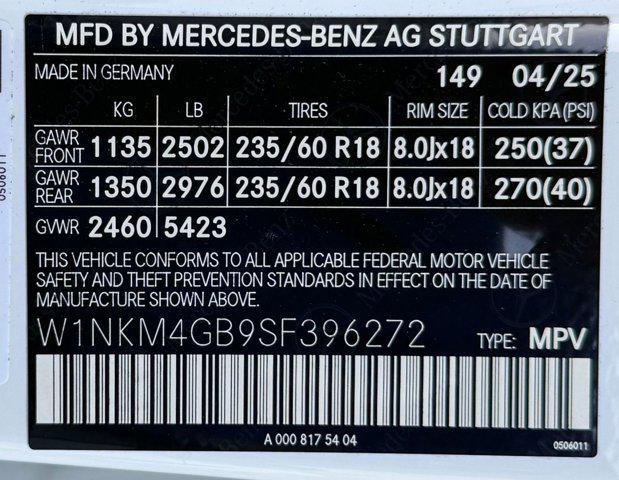 MFD BY MERCEDES-BENZ AG STUTTGART
MADE IN GERMANY 149 04/25
KG LB TIRES RIM SIZE COLD KPA(PSI)
GAWR FRONT 1135 2502 235/60 R18 8.0Jx18 250(37)
GAWR REAR 1350 2976 235/60 R18 8.0Jx18 270(40)
GVWR 2460 5423
THIS VEHICLE CONFORMS TO ALL APPLICABLE FEDERAL MOTOR VEHICLE
SAFETY AND THEFT PREVENTION STANDARDS IN EFFECT ON THE DATE OF
MANUFACTURE SHOWN ABOVE.
W1NKM4GB9SF396272 TYPE: MPV
A 000 817 54 04
0506011
0506011